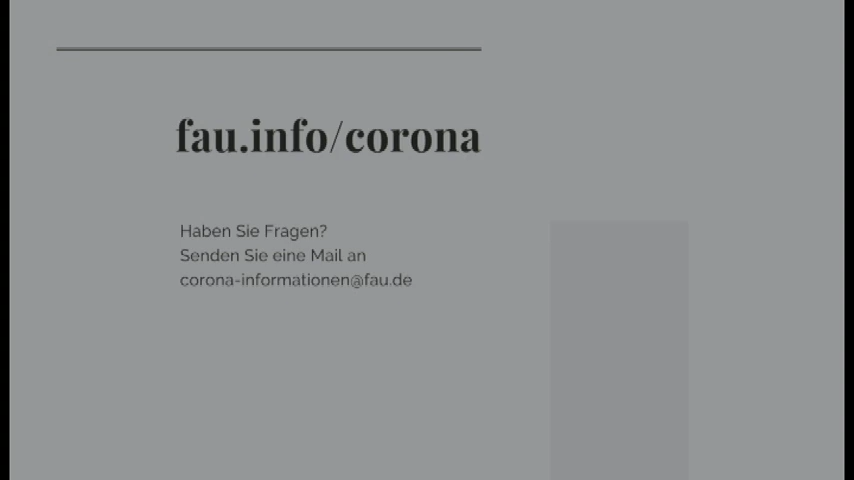 fau.info/corona
Haben Sie Fragen?
Senden Sie eine Mail an
corona-informationen@fau.de